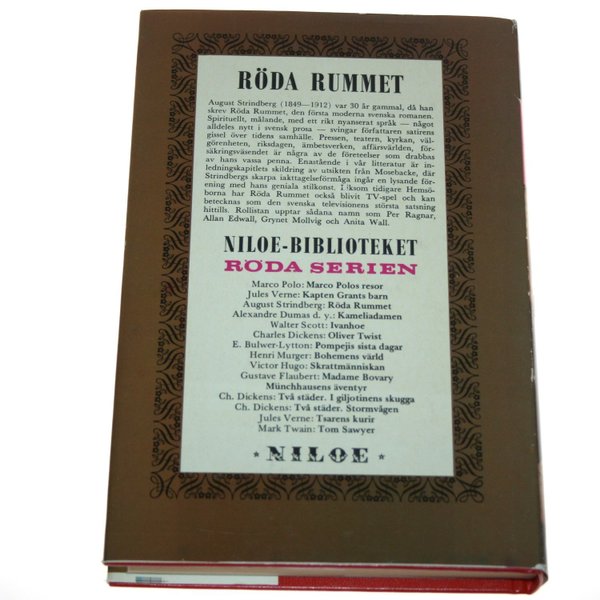 RÖDA RUMMET
August Strindberg (1849—1912) var 30 år gammal, då han
skrev Röda Rummet, den första moderna svenska romanen.
Spirituellt, målande, med ett rikt nyanserat språk — något
alldeles nytt i svensk prosa — svingar författaren satirens
gissel över tidens samhälle. Pressen, teatern, kyrkan, väl-
görenheten, riksdagen, ämbetsverken, affärsvärlden, för-
säkringsväsendet är några av de företeelser som drabbas
av hans vassa penna. Enastående i vår litteratur är in-
ledningskapitlets skildring av utsikten från Mosebacke, där
Strindbergs skarpa iakttagelseförmåga ingår en lysande för-
ening med hans geniala stilkonst. Liksom tidigare Hemsö-
borna har Röda Rummet också blivit TV-spel och kan
betecknas som den svenska televisionens största satsning
hittills. Rollistan upptar sådana namn som Per Ragnar,
Allan Edwall, Grynet Mollvig och Anita Wall.
NILOE-BIBLIOTEKET
RÖDA SERIEN
Marco Polo: Marco Polos resor
Jules Verne: Kapten Grants barn
August Strindberg: Röda Rummet
Alexandre Dumas d. y.: Kameliadamen
Walter Scott: Ivanhoe
Charles Dickens: Oliver Twist
E. Bulwer-Lytton: Pompejis sista dagar
Henri Murger: Bohemens värld
Victor Hugo: Skrattmänniskan
Gustave Flaubert: Madame Bovary
Münchhausens äventyr
Ch. Dickens: Två städer. I giljotinens skugga
Ch. Dickens: Två städer. Stormvågen
Jules Verne: Tsarens kurir
Mark Twain: Tom Sawyer
* NILOE *